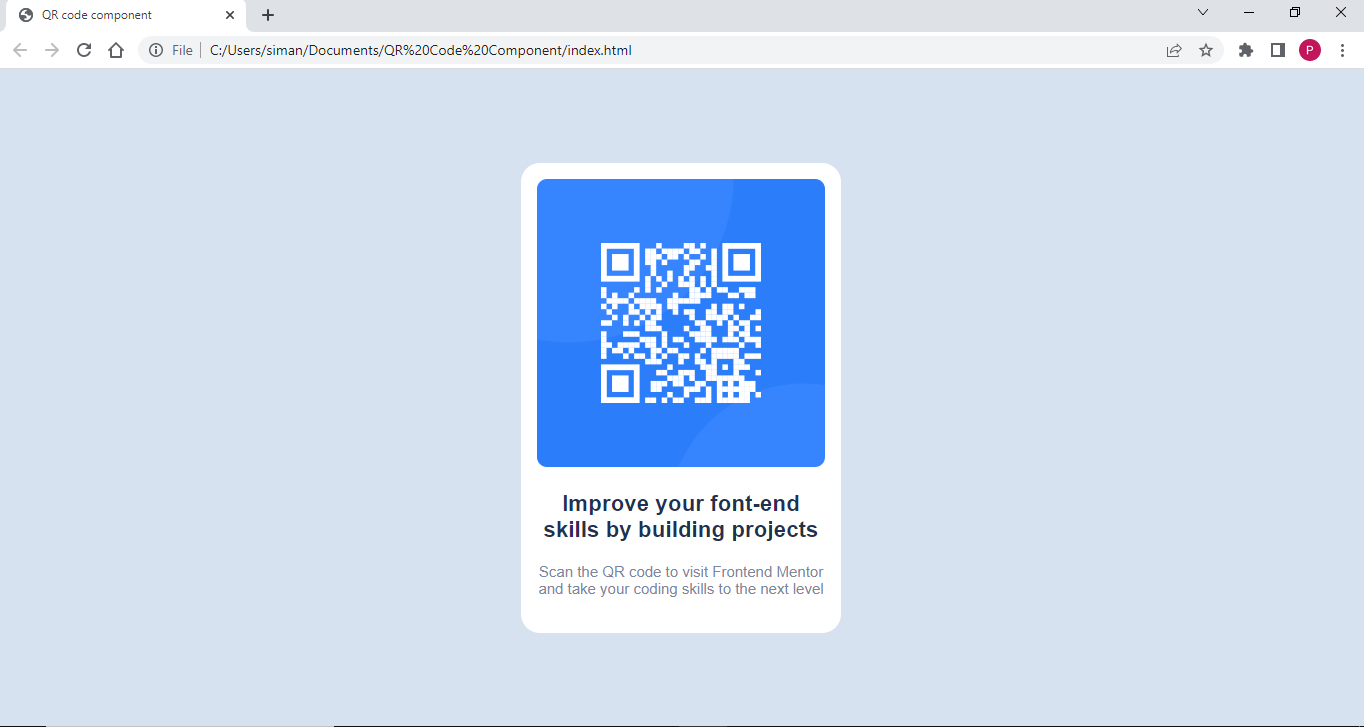 QR code component
File
C:/Users/siman/Documents/QR%20Code%20Component/index.html
P
Improve your font-end
skills by building projects
Scan the QR code to visit Frontend Mentor
and take your coding skills to the next level